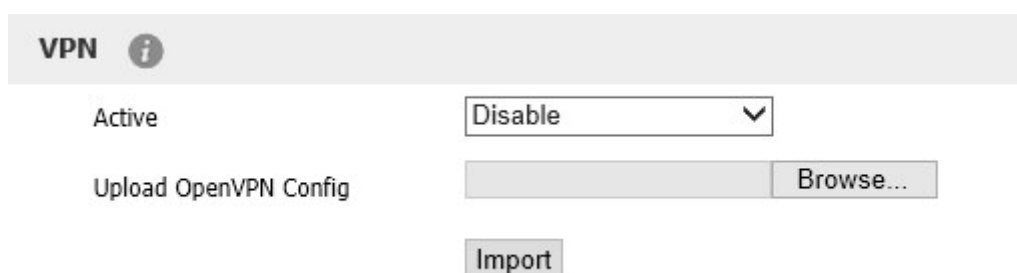 VPN i
Active Disable
Upload OpenVPN Config Browse...
Import